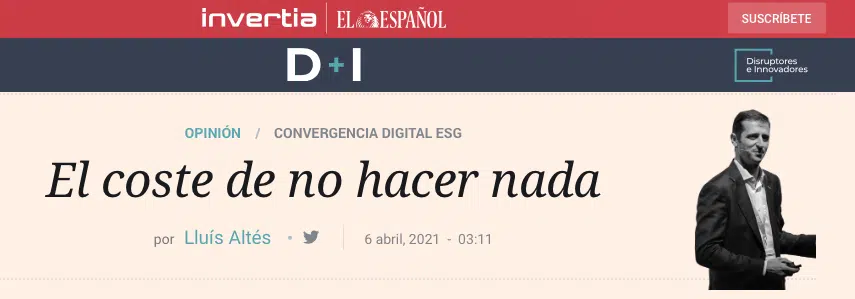 invertia EL ESPAÑOL SUSCRÍBETE
D+I Disruptores
e Innovadores
OPINIÓN / CONVERGENCIA DIGITAL ESG
El coste de no hacer nada
por Lluís Altés • 6 abril, 2021 - 03:11